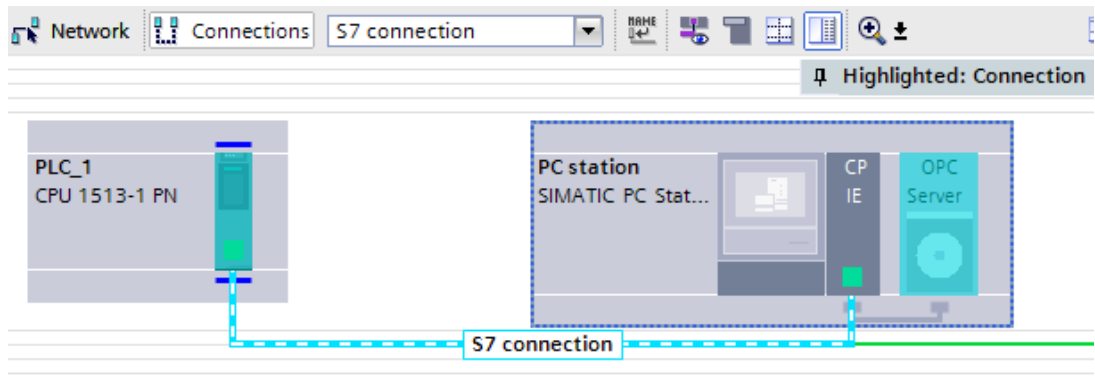 Network Connections S7 connection NAME
Highlighted: Connection
PLC_1
CPU 1513-1 PN
PC station
SIMATIC PC Stat...
CP
IE
OPC
Server
S7 connection